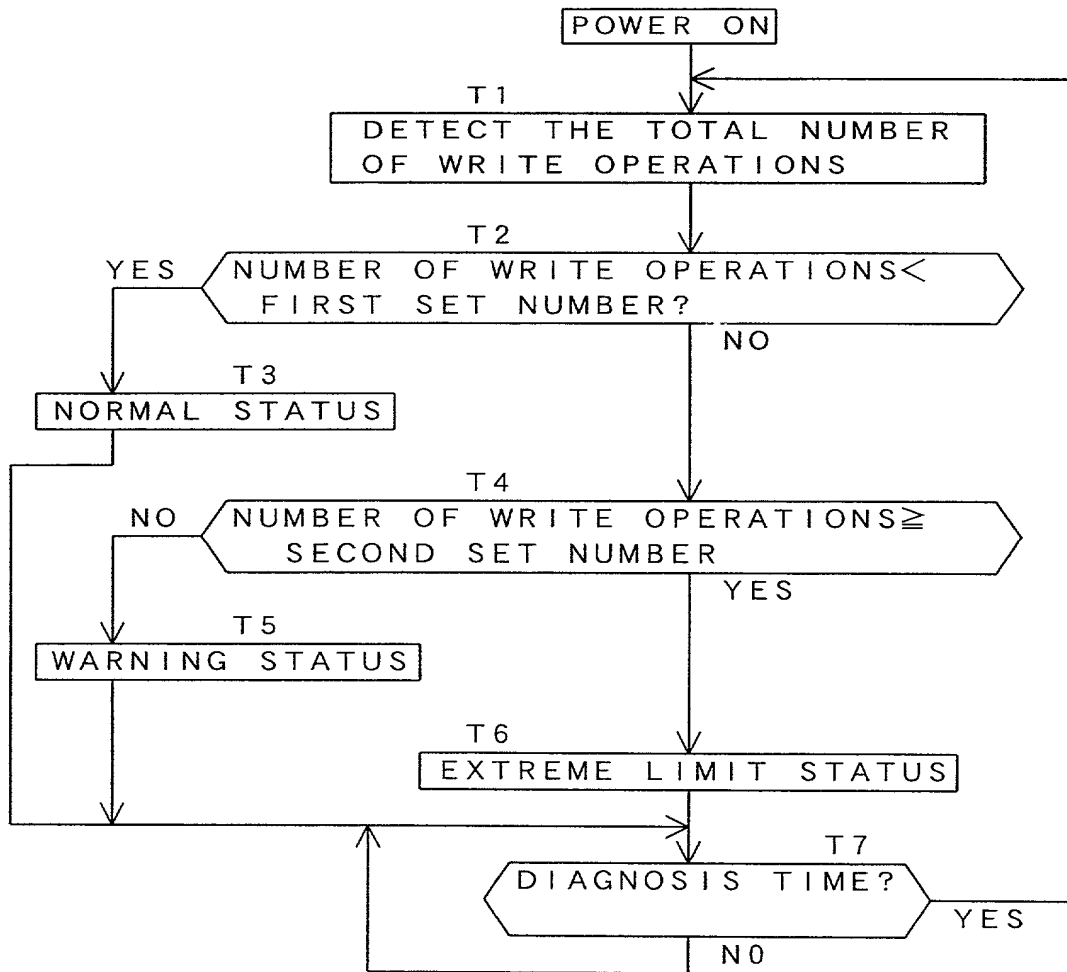 POWER ON
T1
DETECT THE TOTAL NUMBER
OF WRITE OPERATIONS
T2
YES
NUMBER OF WRITE OPERATIONS<
FIRST SET NUMBER?
NO
T3
NORMAL STATUS
T4
NO
NUMBER OF WRITE OPERATIONS≧
SECOND SET NUMBER
YES
T5
WARNING STATUS
T6
EXTREME LIMIT STATUS
T7
DIAGNOSIS TIME?
YES
NO